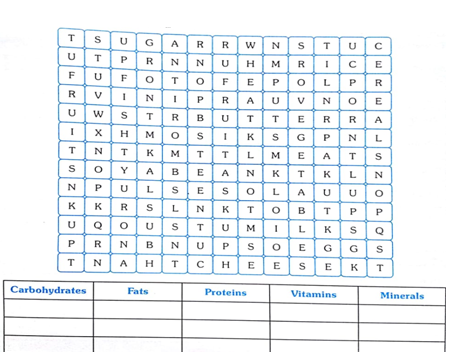 T S U G A R R W N S T U C
U T P R N N U H M R I C E
F U F O T O F E P O L P R
R V I N I P R A U V N O E
U W S T R B U T T E R R A
I X H M O S I K S G P N L
T N T K M T T L M E A T S
S O Y A B E A N K T K L N
N P U L S E S O L A U U O
K K R S L N K T O B T P P
U Q O U S T U M I L K S Q
P R N B N U P S O E G G S
T N A H T C H E E S E K T
Carbohydrates Fats Proteins Vitamins Minerals